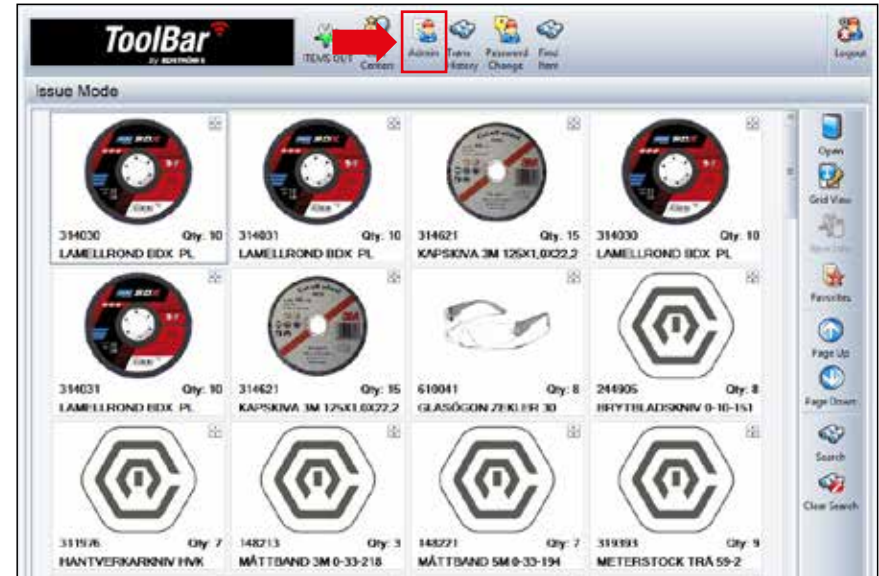 ToolBar
ITEMS OUT
Admin
Trans History
Password Change
Find Item
Logout
Issue Mode
314030 Qty: 10
LAMELLROND BDX PL
314031 Qty: 10
LAMELLROND BDX PL
314621 Qty: 15
KAPSKIVA 3M 125X1,0X22,2
314030 Qty: 10
LAMELLROND BDX PL
314031 Qty: 10
LAMELLROND BDX PL
314621 Qty: 15
KAPSKIVA 3M 125X1,0X22,2
610041 Qty: 8
GLASÖGON ZEKLER 30
244905 Qty: 8
BRYTBLADSKNIV 0-10-151
311976 Qty: 7
HANTVERKARKNIV HVK
148213 Qty: 3
MÅTTBAND 3M 0-33-218
148221 Qty: 7
MÅTTBAND 5M 0-33-194
319393 Qty: 9
METERSTOCK TRÄ 59-2
Open
Grid View
Favorites
Page Up
Page Down
Search
Clear Search